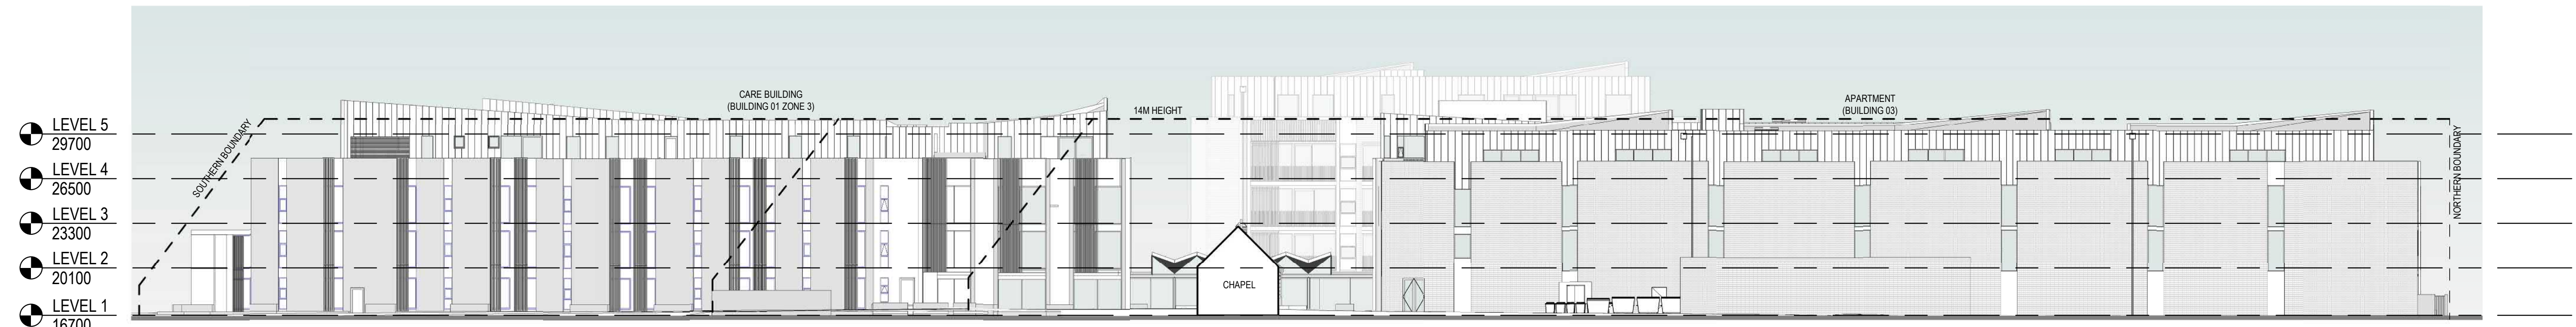 CARE BUILDING
(BUILDING 01 ZONE 3)
14M HEIGHT
APARTMENT
(BUILDING 03)
SOUTHERN BOUNDARY
NORTHERN BOUNDARY
LEVEL 5
29700
LEVEL 4
26500
LEVEL 3
23300
LEVEL 2
20100
CHAPEL
LEVEL 1
16700